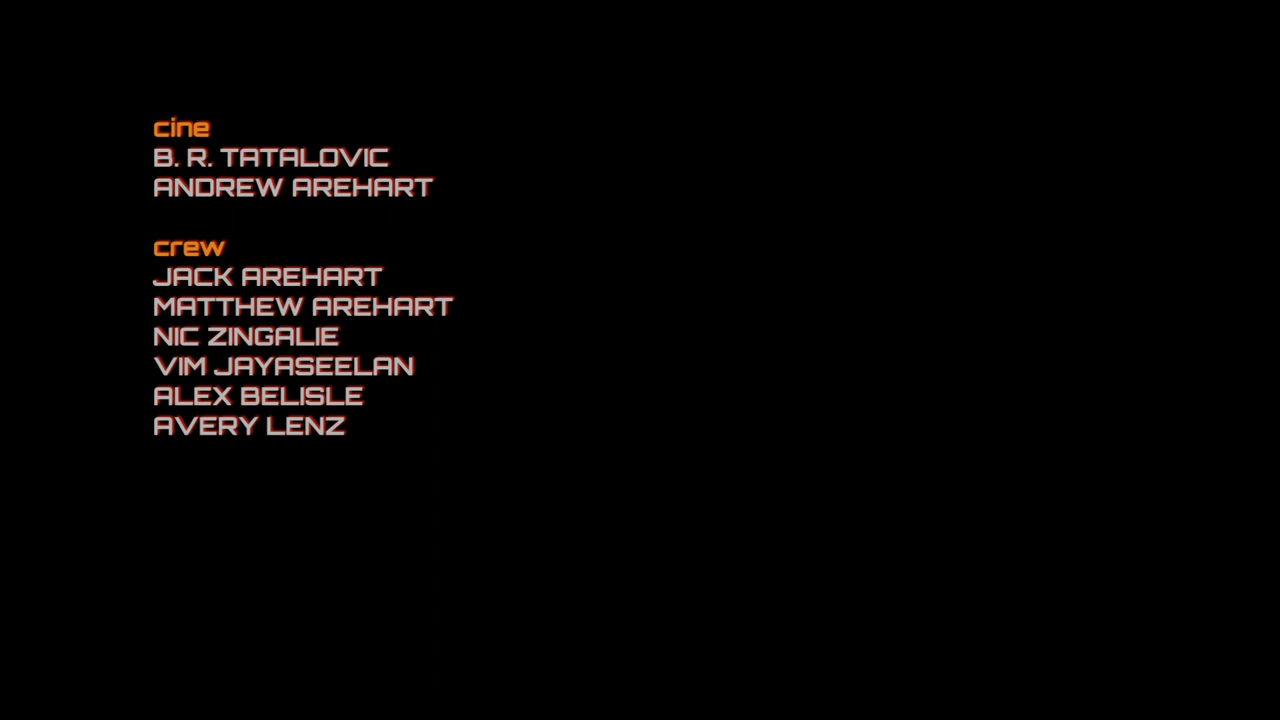 cine
B. R. TATALOVIC
ANDREW AREHART
crew
JACK AREHART
MATTHEW AREHART
NIC ZINGALIE
VIM JAYASEELAN
ALEX BELISLE
AVERY LENZ